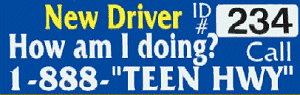 New Driver ID # 234
How am I doing? Call
1-888-"TEEN HWY"